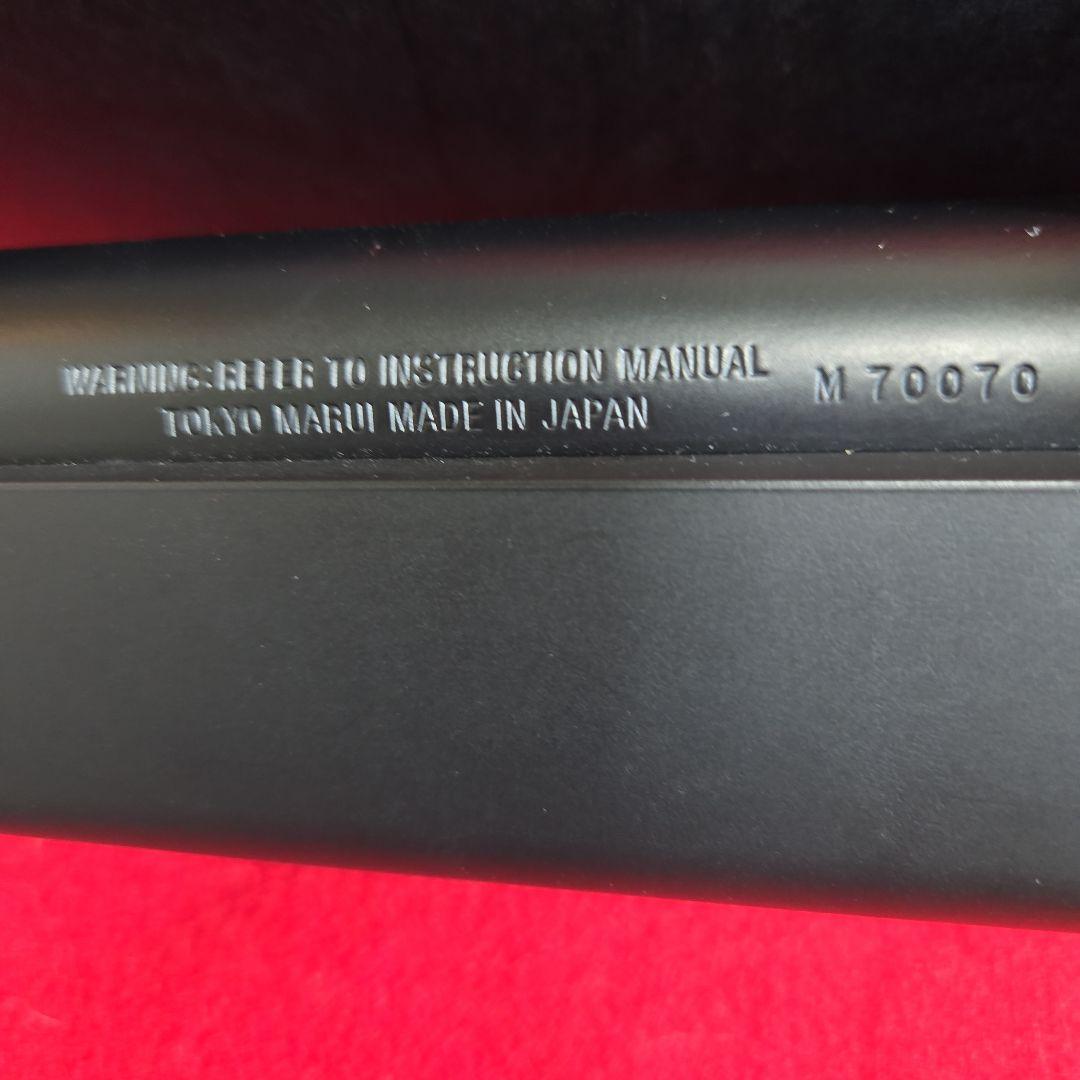 WARNING:REFER TO INSTRUCTION MANUAL M 70070
TOKYO MARUI MADE IN JAPAN